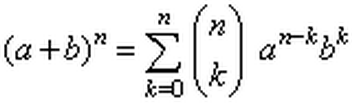 (a+b)^n = \sum_{k=0}^{n} \binom{n}{k} a^{n-k} b^k